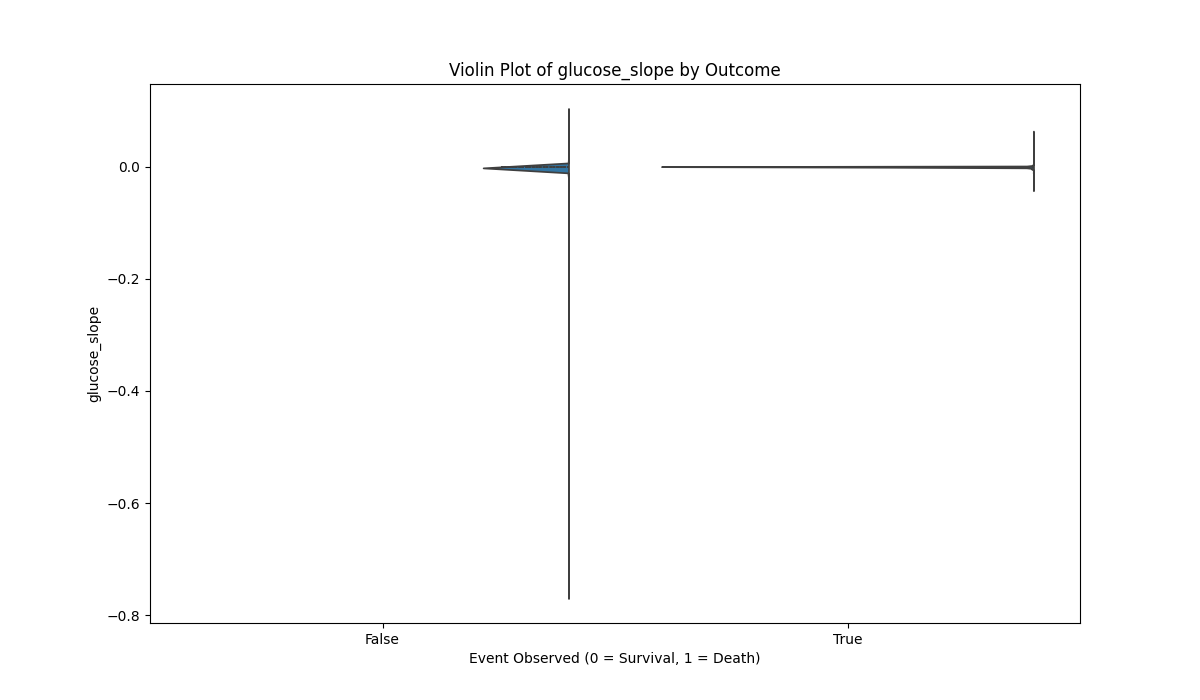 Violin Plot of glucose_slope by Outcome
glucose_slope
0.0
−0.2
−0.4
−0.6
−0.8
False
True
Event Observed (0 = Survival, 1 = Death)